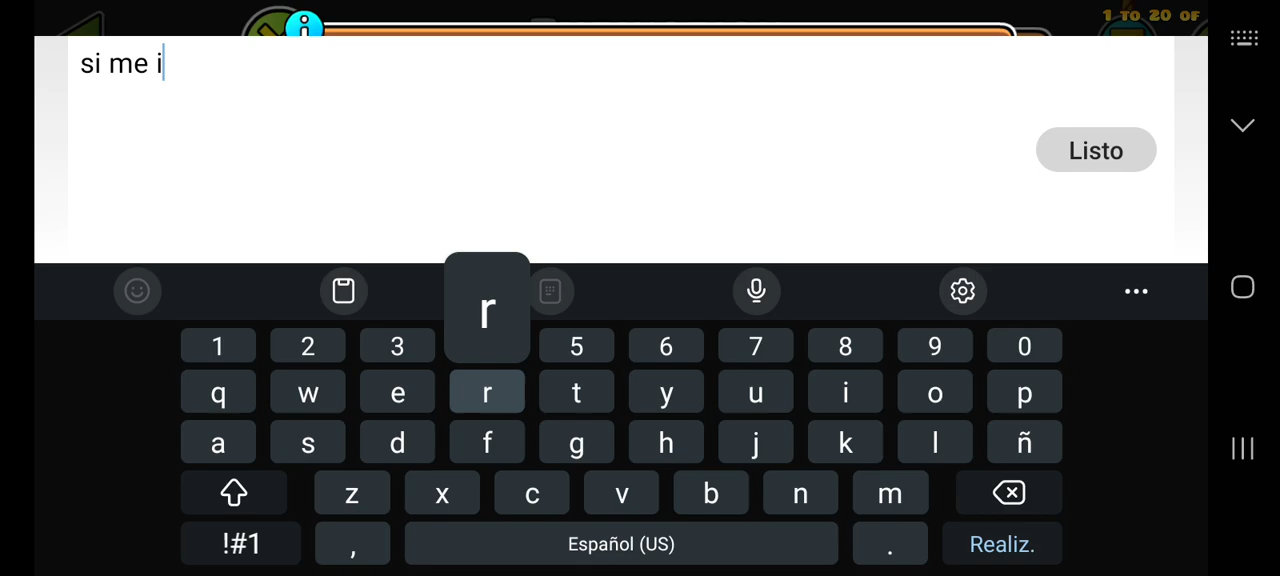 1 TO 20 OF
i
si me i
Listo
r
1 2 3 5 6 7 8 9 0
q w e r t y u i o p
a s d f g h j k l ñ
z x c v b n m
!#1 , Español (US) . Realiz.